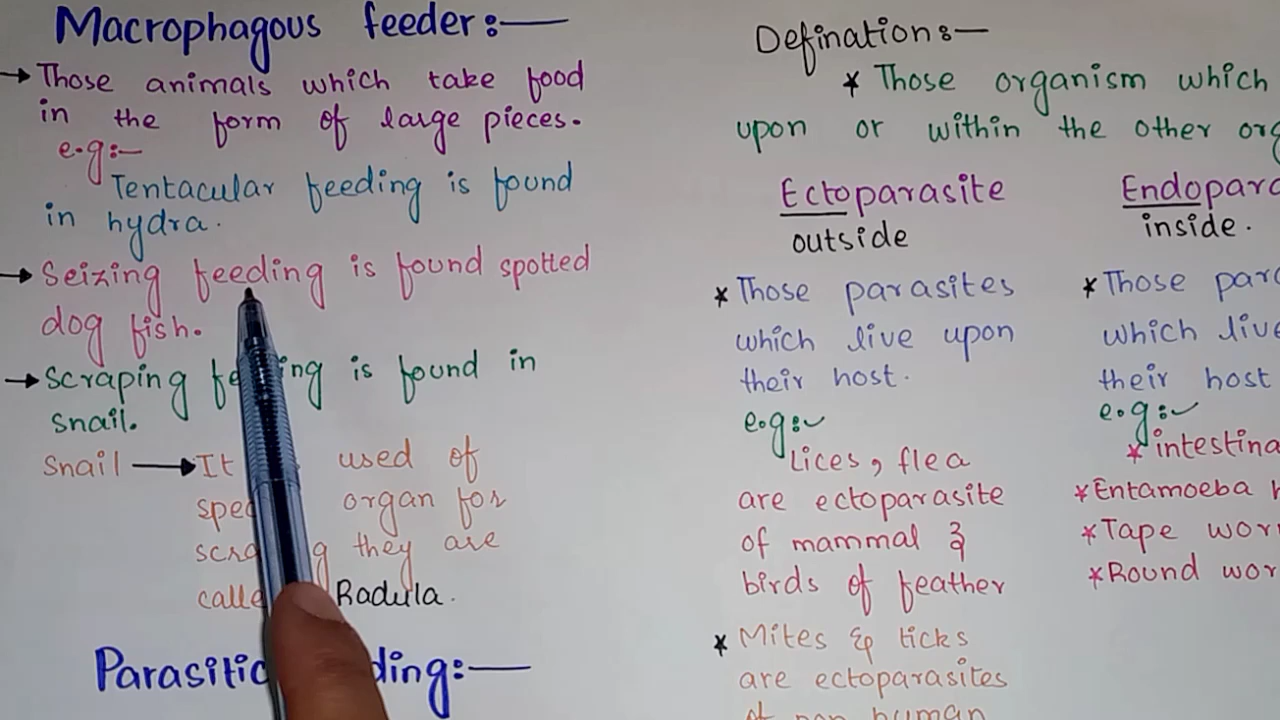 Macrophagous feeder:—
→ Those animals which take food
in the form of large pieces.
e.g:—
Tentacular feeding is found
in hydra.
→ Seizing feeding is found spotted
dog fish.
→ Scraping is found in
snail.
Snail → It used of
organ for
they are
Radula.
Parasitic
Defination:—
* Those organism which
upon or within the other
Ectoparasite
outside
* Those parasites
which live upon
their host.
e.g:
Lices, flea
are ectoparasite
of mammal &
birds of feather
* Mites & ticks
are ectoparasites
of non human
inside.
* Those
which
their host
e.g:
*
* Entamoeba
* Tape
* Round